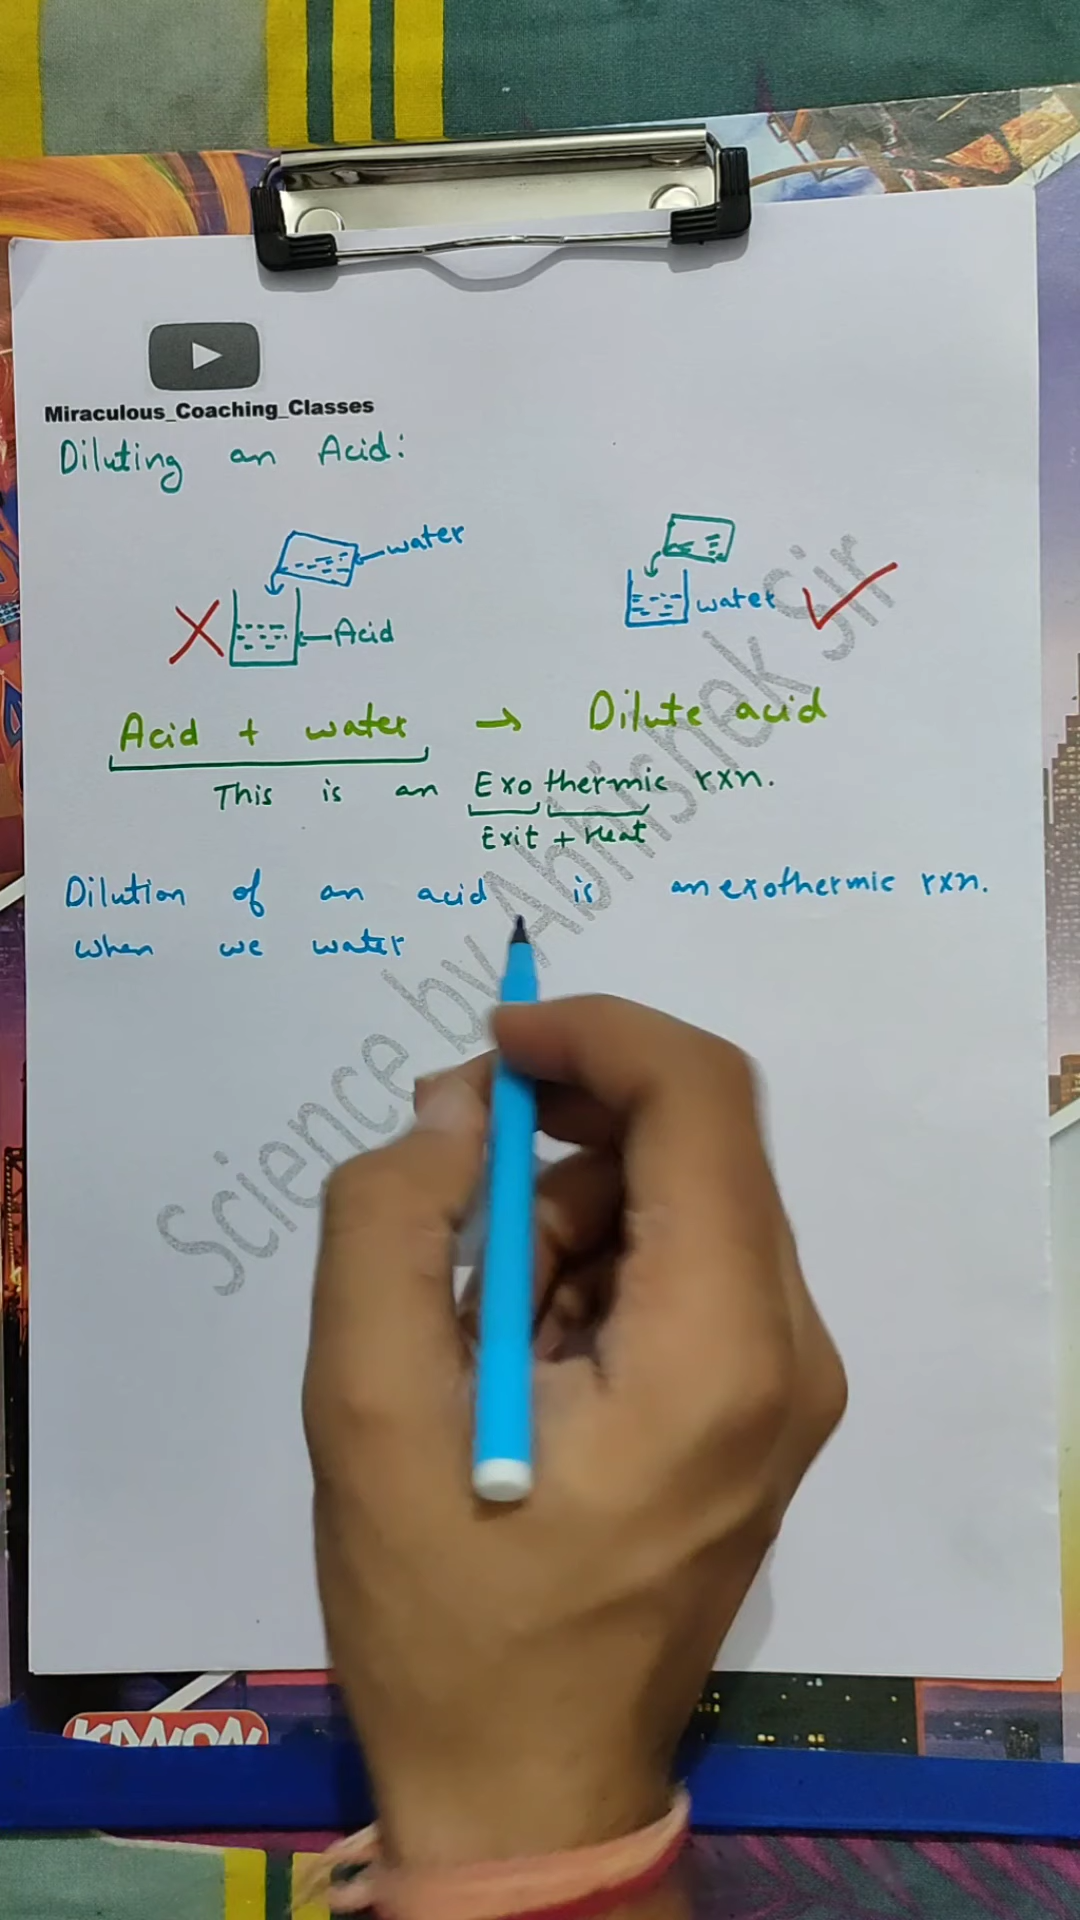 Miraculous_Coaching_Classes
Diluting an Acid:
water
Acid
water
Acid + water → Dilute acid
This is an Exothermic rxn.
Exit + Heat
Dilution of an acid is an exothermic rxn.
when we water
Science by Abhishek Sir
KANON